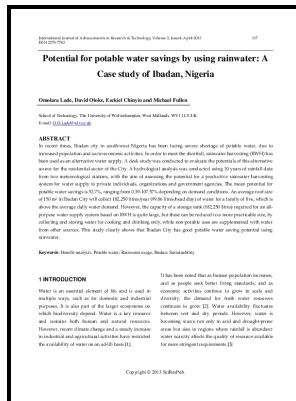 International Journal of Advancements in Research & Technology, Volume 2, Issue4, April-2013 157
ISSN 2278-7763
Potential for potable water savings by using rainwater: A
Case study of Ibadan, Nigeria
Omolara Lade, David Oloke, Ezekiel Chinyio and Michael Fullen
School of Technology, The University of Wolverhampton, West Midlands, WV1 1LY. UK
E-mail: O.O.Lade@wlv.ac.uk
ABSTRACT
In recent times, Ibadan city in southwest Nigeria has been facing severe shortage of potable water, due to
increased population and socio-economic activities. In order to meet the shortfall, rainwater harvesting (RWH) has
been used as an alternative water supply. A desk study was conducted to evaluate the potentials of this alternative
source for the residential sector of the City. A hydrological analysis was conducted using 30 years of rainfall data
from two meteorological stations, with the aim of assessing the potential for a productive rainwater harvesting
system for water supply to private individuals, organizations and government agencies. The mean potential for
potable water savings is 52.7%, ranging from 0.39-107.57% depending on demand conditions. An average roof size
of 150 m² in Ibadan City will collect 182,250 litres/year (99.86 litres/head day) of water for a family of five, which is
above the average daily water demand. However, the capacity of a storage tank (182,250 litres) required for an all-
purpose water supply system based on RWH is quite large, but these can be reduced to a more practicable size, by
collecting and storing water for cooking and drinking only, while non-potable uses are supplemented with water
from other sources. This study clearly shows that Ibadan City has good potable water saving potential using
rainwater.
Keywords: Benefit-analysis; Potable water; Rainwater usage, Ibadan; Sustainability
1 INTRODUCTION
Water is an essential element of life and is used in
multiple ways, such as for domestic and industrial
purposes. It is also part of the larger ecosystem on
which biodiversity depend. Water is a key resource
and sustains both human and natural resources.
However, recent climate change and a steady increase
in industrial and agricultural activities have restricted
the availability of water on an ad-lib basis [1].
It has been noted that as human population increases,
and as people seek better living standards; and as
economic activities continue to grow in scale and
diversity, the demand for fresh water resources
continues to grow [2]. Water availability fluctuates
between wet and dry periods. However, water is
becoming scarce not only in arid and drought-prone
areas but also in regions where rainfall is abundant:
water scarcity affects the quality of resource available
for more stringent requirements [3].
Copyright © 2013 SciResPub.